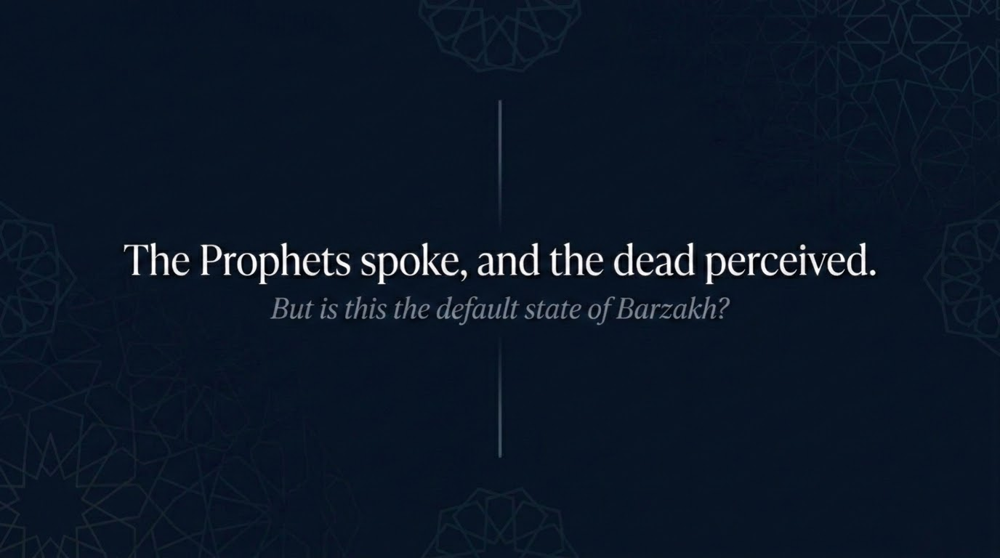 The Prophets spoke, and the dead perceived.
But is this the default state of Barzakh?